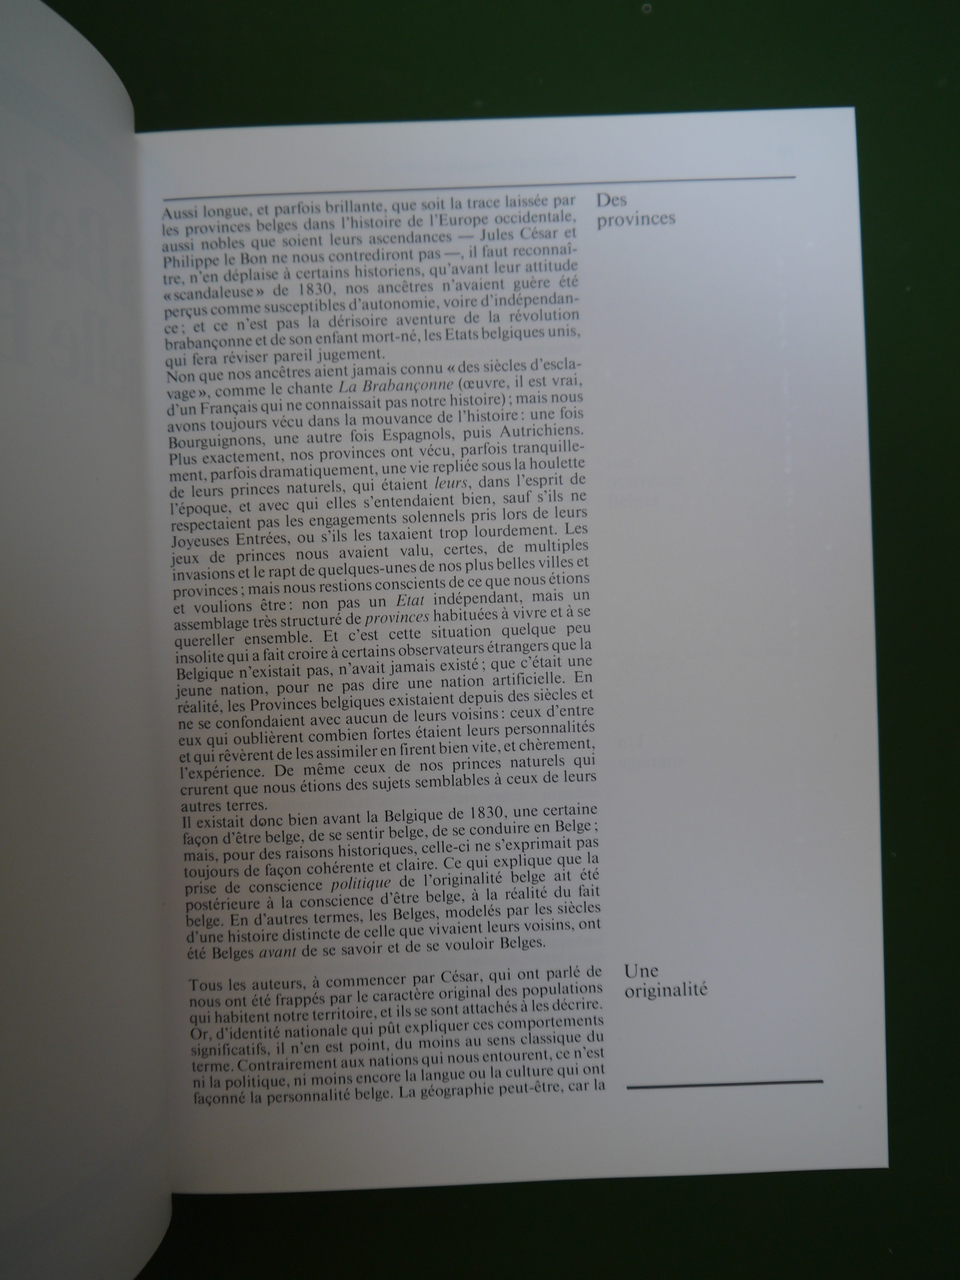 Des
provinces
Aussi longue, et parfois brillante, que soit la trace laissée par
les provinces belges dans l'histoire de l'Europe occidentale,
aussi nobles que soient leurs ascendances — Jules César et
Philippe le Bon ne nous contrediront pas —, il faut reconnaî-
tre, n'en déplaise à certains historiens, qu'avant leur attitude
«scandaleuse» de 1830, nos ancêtres n'avaient guère été
perçus comme susceptibles d'autonomie, voire d'indépendan-
ce; et ce n'est pas la dérisoire aventure de la révolution
brabançonne et de son enfant mort-né, les Etats belgiques unis,
qui fera réviser pareil jugement.
Non que nos ancêtres aient jamais connu «des siècles d'escla-
vage», comme le chante La Brabançonne (œuvre, il est vrai,
d'un Français qui ne connaissait pas notre histoire); mais nous
avons toujours vécu dans la mouvance de l'histoire: une fois
Bourguignons, une autre fois Espagnols, puis Autrichiens.
Plus exactement, nos provinces ont vécu, parfois tranquille-
ment, parfois dramatiquement, une vie repliée sous la houlette
de leurs princes naturels, qui étaient leurs, dans l'esprit de
l'époque, et avec qui elles s'entendaient bien, sauf s'ils ne
respectaient pas les engagements solennels pris lors de leurs
Joyeuses Entrées, ou s'ils les taxaient trop lourdement. Les
jeux de princes nous avaient valu, certes, de multiples
invasions et le rapt de quelques-unes de nos plus belles villes et
provinces; mais nous restions conscients de ce que nous étions
et voulions être: non pas un Etat indépendant, mais un
assemblage très structuré de provinces habituées à vivre et à se
quereller ensemble. Et c'est cette situation quelque peu
insolite qui a fait croire à certains observateurs étrangers que la
Belgique n'existait pas, n'avait jamais existé; que c'était une
jeune nation, pour ne pas dire une nation artificielle. En
réalité, les Provinces belgiques existaient depuis des siècles et
ne se confondaient avec aucun de leurs voisins: ceux d'entre
eux qui oublièrent combien fortes étaient leurs personnalités
et qui rêvèrent de les assimiler en firent bien vite, et chèrement,
l'expérience. De même ceux de nos princes naturels qui
crurent que nous étions des sujets semblables à ceux de leurs
autres terres.
Il existait donc bien avant la Belgique de 1830, une certaine
façon d'être belge, de se sentir belge, de se conduire en Belge;
mais, pour des raisons historiques, celle-ci ne s'exprimait pas
toujours de façon cohérente et claire. Ce qui explique que la
prise de conscience politique de l'originalité belge ait été
postérieure à la conscience d'être belge, à la réalité du fait
belge. En d'autres termes, les Belges, modelés par les siècles
d'une histoire distincte de celle que vivaient leurs voisins, ont
été Belges avant de se savoir et de se vouloir Belges.
Une
originalité
Tous les auteurs, à commencer par César, qui ont parlé de
nous ont été frappés par le caractère original des populations
qui habitent notre territoire, et ils se sont attachés à les décrire.
Or, d'identité nationale qui pût expliquer ces comportements
significatifs, il n'en est point, du moins au sens classique du
terme. Contrairement aux nations qui nous entourent, ce n'est
ni la politique, ni moins encore la langue ou la culture qui ont
façonné la personnalité belge. La géographie peut-être, car la